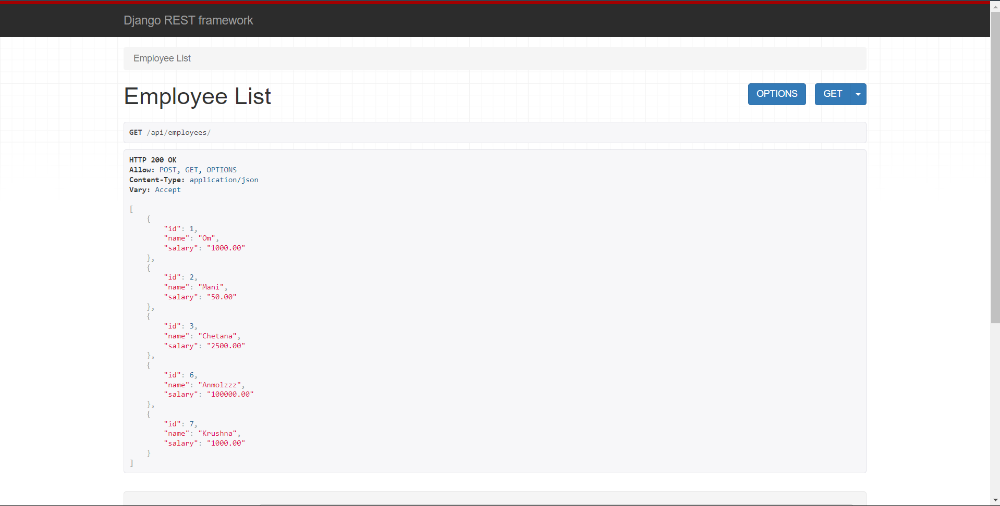 Django REST framework
Employee List
Employee List
OPTIONS
GET
GET /api/employees/
HTTP 200 OK
Allow: POST, GET, OPTIONS
Content-Type: application/json
Vary: Accept
[
    {
        "id": 1,
        "name": "Om",
        "salary": "1000.00"
    },
    {
        "id": 2,
        "name": "Mani",
        "salary": "50.00"
    },
    {
        "id": 3,
        "name": "Chetana",
        "salary": "2500.00"
    },
    {
        "id": 6,
        "name": "Anmolzzz",
        "salary": "100000.00"
    },
    {
        "id": 7,
        "name": "Krushna",
        "salary": "1000.00"
    }
]